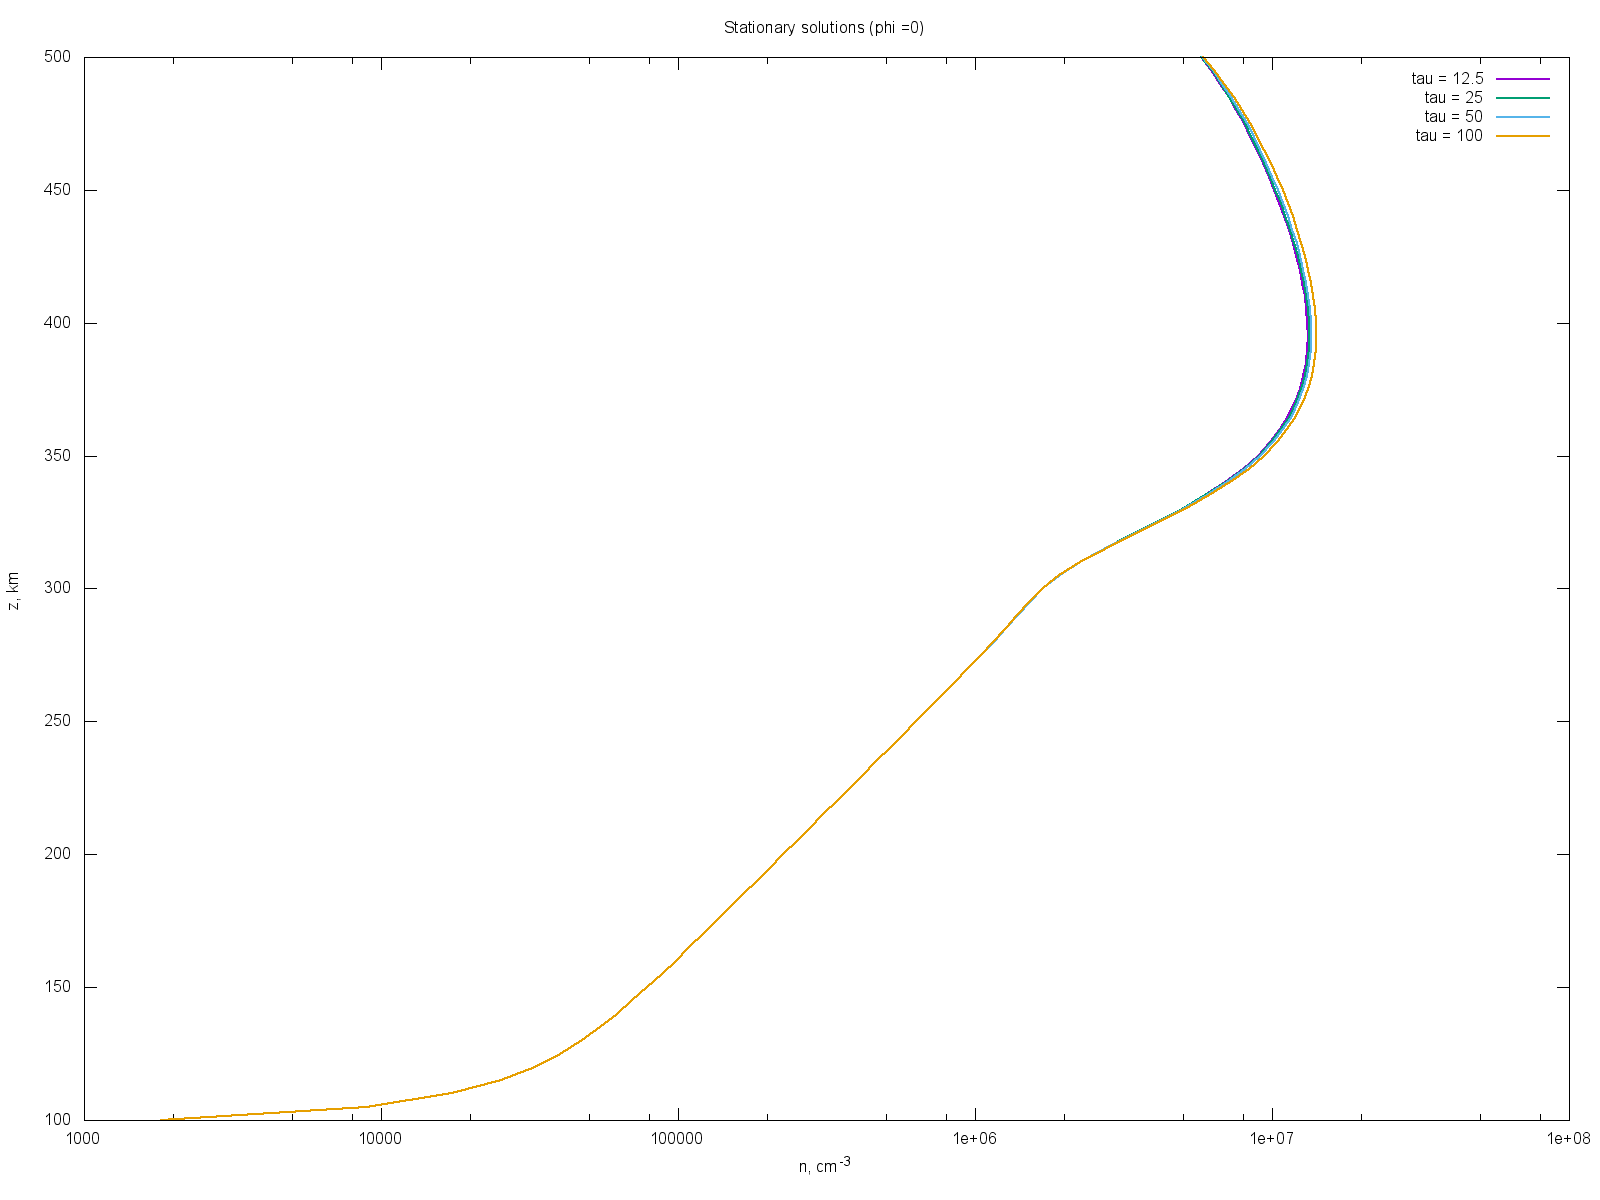 Stationary solutions (phi =0)
tau = 12.5
tau = 25
tau = 50
tau = 100
500
450
400
350
300
250
200
150
100
z, km
1000
10000
100000
1e+06
1e+07
1e+08
n, cm-3